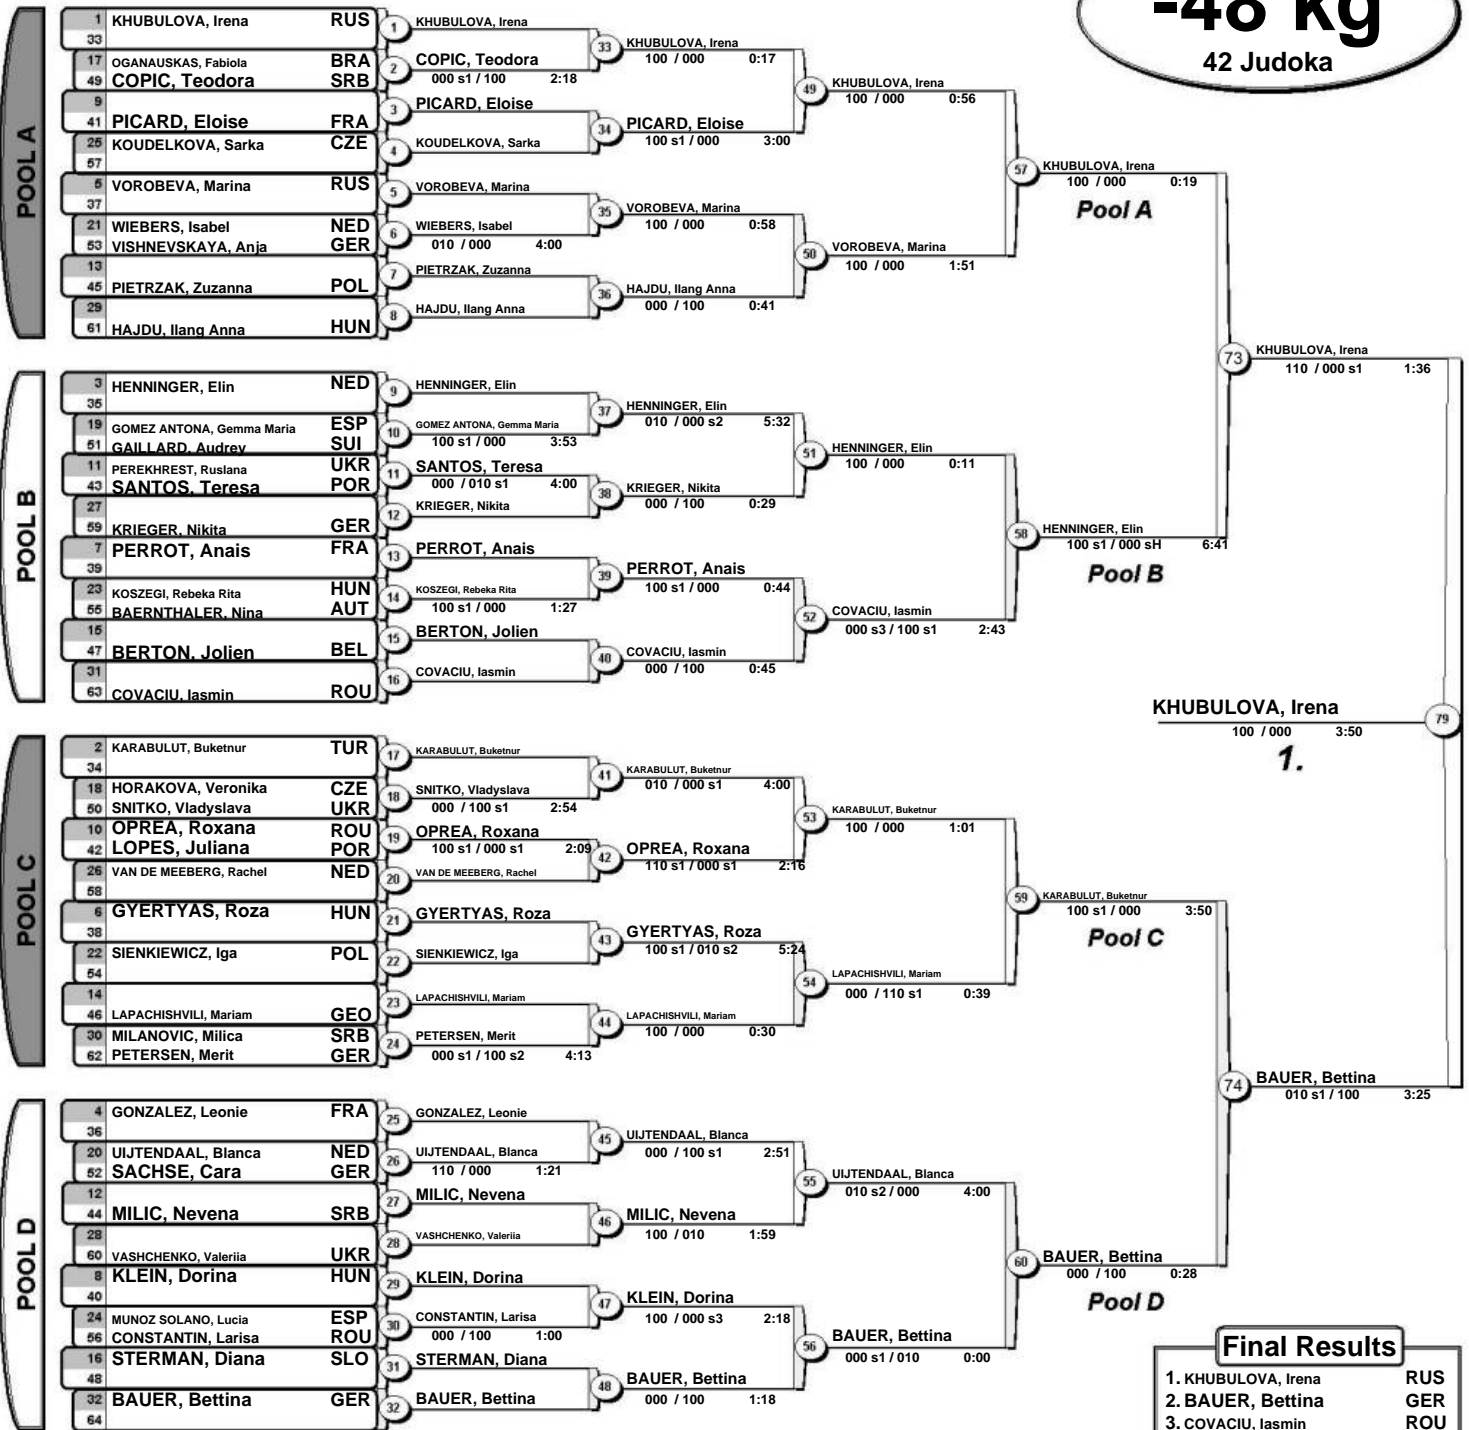 -48 kg
42 Judoka
POOL A
1 KHUBULOVA, Irena RUS
33
17 OGANAUSKAS, Fabiola BRA
49 COPIC, Teodora SRB
9
41 PICARD, Eloise FRA
25 KOUDELKOVA, Sarka CZE
57
5 VOROBEVA, Marina RUS
37
21 WIEBERS, Isabel NED
53 VISHNEVSKAYA, Anja GER
13
45 PIETRZAK, Zuzanna POL
29
61 HAJDU, Ilang Anna HUN
1 KHUBULOVA, Irena
2 COPIC, Teodora
000 s1 / 100 2:18
3 PICARD, Eloise
4 KOUDELKOVA, Sarka
5 VOROBEVA, Marina
6 WIEBERS, Isabel
010 / 000 4:00
7 PIETRZAK, Zuzanna
8 HAJDU, Ilang Anna
33 KHUBULOVA, Irena
100 / 000 0:17
34 PICARD, Eloise
100 s1 / 000 3:00
35 VOROBEVA, Marina
100 / 000 0:58
36 HAJDU, Ilang Anna
000 / 100 0:41
49 KHUBULOVA, Irena
100 / 000 0:56
50 VOROBEVA, Marina
100 / 000 1:51
57 KHUBULOVA, Irena
100 / 000 0:19
Pool A
POOL B
3 HENNINGER, Elin NED
35
19 GOMEZ ANTONA, Gemma Maria ESP
51 GAILLARD, Audrey SUI
11 PEREKHREST, Ruslana UKR
43 SANTOS, Teresa POR
27
59 KRIEGER, Nikita GER
7 PERROT, Anais FRA
39
23 KOSZEGI, Rebeka Rita HUN
55 BAERNTHALER, Nina AUT
15
47 BERTON, Jolien BEL
31
63 COVACIU, Iasmin ROU
9 HENNINGER, Elin
10 GOMEZ ANTONA, Gemma Maria
100 s1 / 000 3:53
11 SANTOS, Teresa
000 / 010 s1 4:00
12 KRIEGER, Nikita
13 PERROT, Anais
14 KOSZEGI, Rebeka Rita
100 s1 / 000 1:27
15 BERTON, Jolien
16 COVACIU, Iasmin
37 HENNINGER, Elin
010 / 000 s2 5:32
38 KRIEGER, Nikita
000 / 100 0:29
39 PERROT, Anais
100 s1 / 000 0:44
40 COVACIU, Iasmin
000 / 100 0:45
51 HENNINGER, Elin
100 / 000 0:11
52 COVACIU, Iasmin
000 s3 / 100 s1 2:43
58 HENNINGER, Elin
100 s1 / 000 sH 6:41
Pool B
73 KHUBULOVA, Irena
110 / 000 s1 1:36
KHUBULOVA, Irena 79
100 / 000 3:50
1.
POOL C
2 KARABULUT, Buketnur TUR
34
18 HORAKOVA, Veronika CZE
50 SNITKO, Vladyslava UKR
10 OPREA, Roxana ROU
42 LOPES, Juliana POR
26 VAN DE MEEBERG, Rachel NED
58
6 GYERTYAS, Roza HUN
38
22 SIENKIEWICZ, Iga POL
54
14
46 LAPACHISHVILI, Mariam GEO
30 MILANOVIC, Milica SRB
62 PETERSEN, Merit GER
17 KARABULUT, Buketnur
18 SNITKO, Vladyslava
000 / 100 s1 2:54
19 OPREA, Roxana
100 s1 / 000 s1 2:09
20 VAN DE MEEBERG, Rachel
21 GYERTYAS, Roza
22 SIENKIEWICZ, Iga
23 LAPACHISHVILI, Mariam
24 PETERSEN, Merit
000 s1 / 100 s2 4:13
41 KARABULUT, Buketnur
010 / 000 s1 4:00
42 OPREA, Roxana
110 s1 / 000 s1 2:16
43 GYERTYAS, Roza
100 s1 / 010 s2 5:24
44 LAPACHISHVILI, Mariam
100 / 000 0:30
53 KARABULUT, Buketnur
100 / 000 1:01
54 LAPACHISHVILI, Mariam
000 / 110 s1 0:39
59 KARABULUT, Buketnur
100 s1 / 000 3:50
Pool C
74 BAUER, Bettina
010 s1 / 100 3:25
POOL D
4 GONZALEZ, Leonie FRA
36
20 UIJTENDAAL, Blanca NED
52 SACHSE, Cara GER
12
44 MILIC, Nevena SRB
28
60 VASHCHENKO, Valeriia UKR
8 KLEIN, Dorina HUN
40
24 MUNOZ SOLANO, Lucia ESP
56 CONSTANTIN, Larisa ROU
16 STERMAN, Diana SLO
48
32 BAUER, Bettina GER
64
25 GONZALEZ, Leonie
26 UIJTENDAAL, Blanca
110 / 000 1:21
27 MILIC, Nevena
28 VASHCHENKO, Valeriia
29 KLEIN, Dorina
30 CONSTANTIN, Larisa
000 / 100 1:00
31 STERMAN, Diana
32 BAUER, Bettina
45 UIJTENDAAL, Blanca
000 / 100 s1 2:51
46 MILIC, Nevena
100 / 010 1:59
47 KLEIN, Dorina
100 / 000 s3 2:18
48 BAUER, Bettina
000 / 100 1:18
55 UIJTENDAAL, Blanca
010 s2 / 000 4:00
56 BAUER, Bettina
000 s1 / 010 0:00
60 BAUER, Bettina
000 / 100 0:28
Pool D
Final Results
1. KHUBULOVA, Irena RUS
2. BAUER, Bettina GER
3. COVACIU, Iasmin ROU